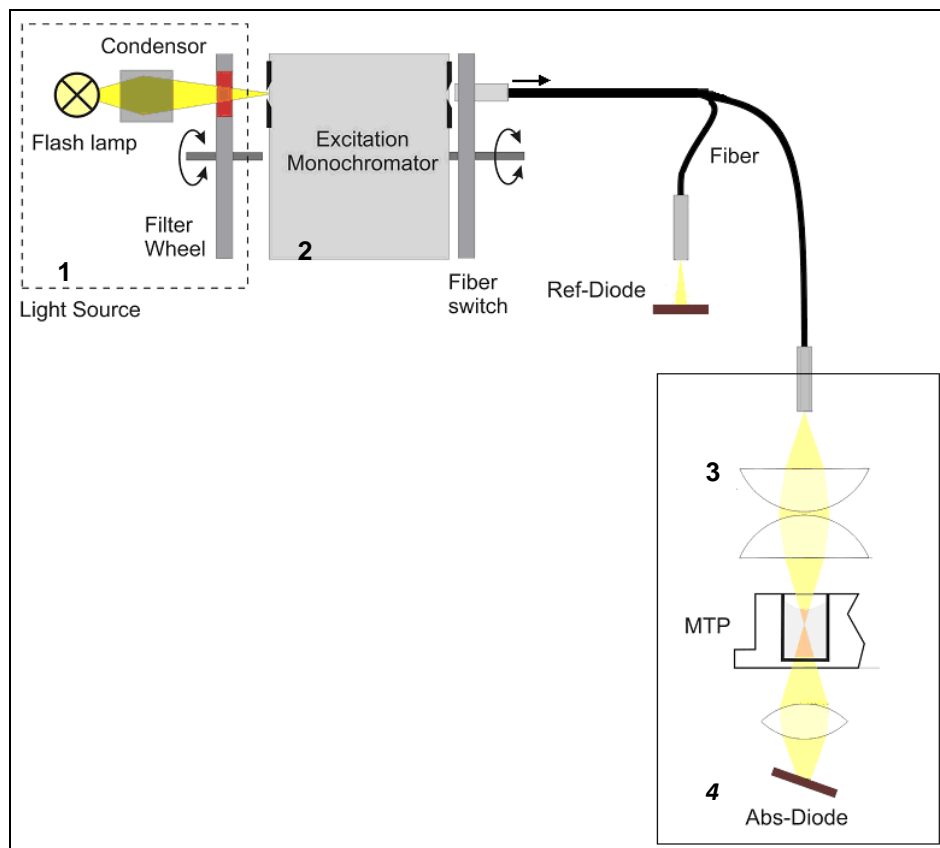 Condensor
Flash lamp
Filter
Wheel
1
Light Source
Excitation
Monochromator
2
Fiber
switch
Fiber
Ref-Diode
3
MTP
4
Abs-Diode